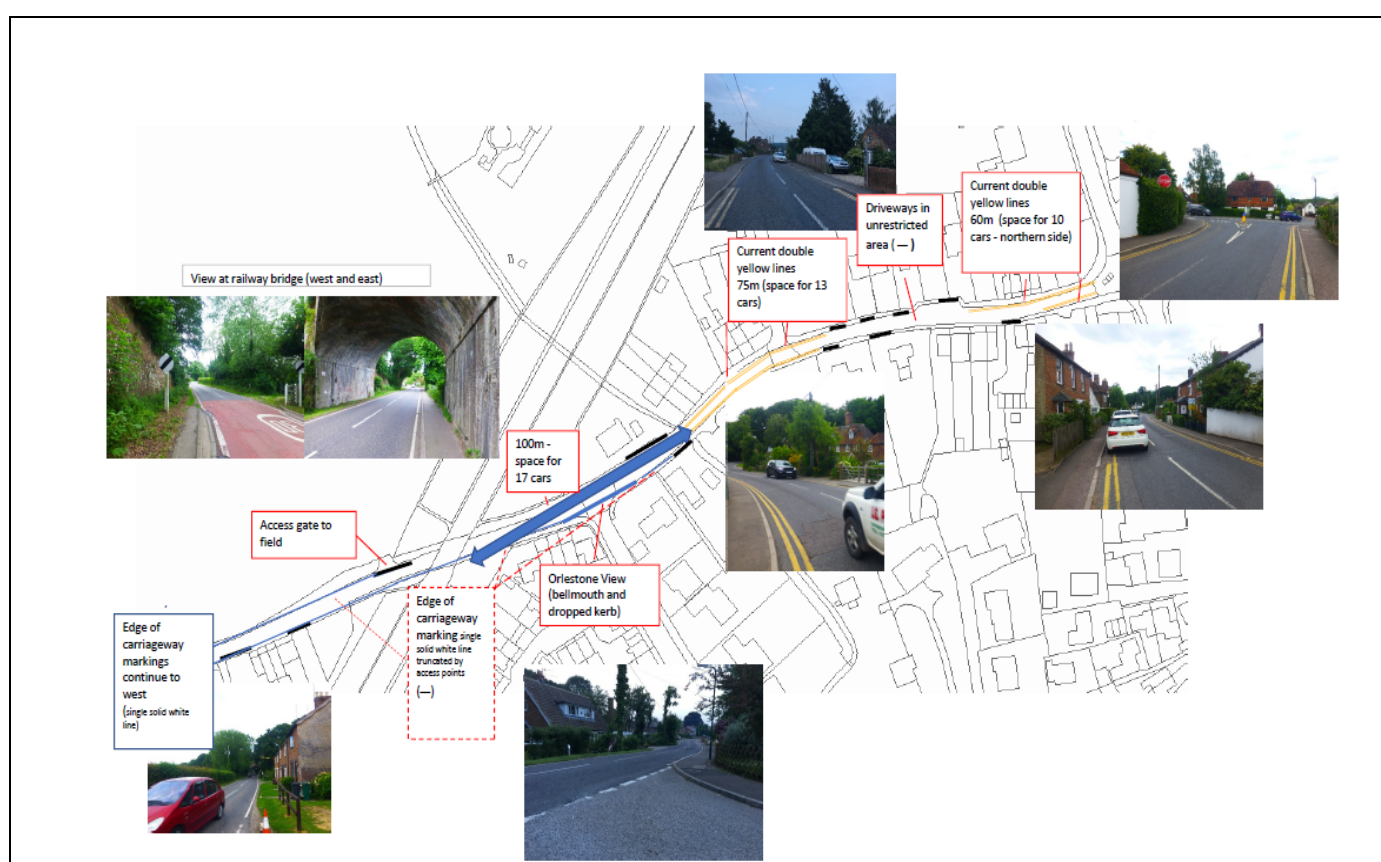 Current double
yellow lines
60m (space for 10
cars - northern side)
Driveways in
unrestricted
area (—)
Current double
yellow lines
75m (space for 13
cars)
View at railway bridge (west and east)
100m -
space for
17 cars
Access gate to
field
Orlestone View
(bellmouth and
dropped kerb)
Edge of
carriageway
marking single
solid white line
truncated by
access points
(—)
Edge of
carriageway
markings
continue to
west
(single solid white
line)